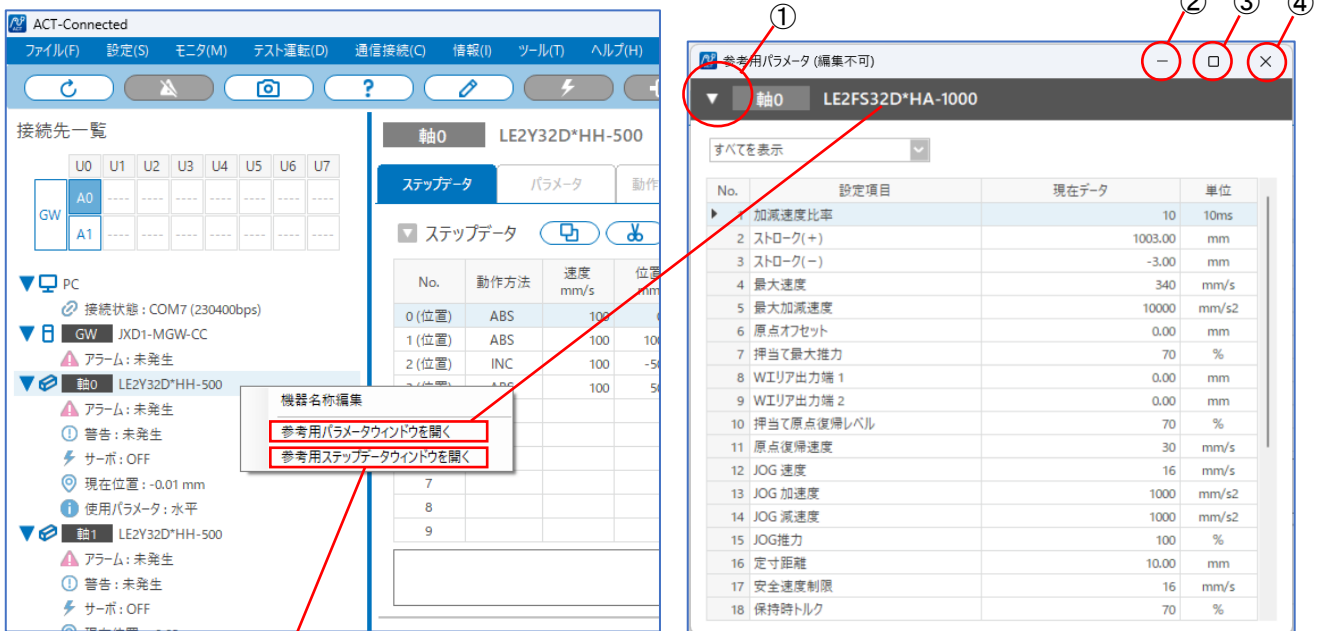 ①
②
③
④
ACT-Connected
ファイル(F) 設定(S) モニタ(M) テスト運転(D) 通信接続(C) 情報(I) ツール(T) ヘルプ(H)
接続先一覧
U0 U1 U2 U3 U4 U5 U6 U7
GW A0 ---- ---- ---- ---- ---- ---- ----
A1 ---- ---- ---- ---- ---- ---- ----
PC
接続状態 : COM7 (230400bps)
GW JXD1-MGW-CC
アラーム : 未発生
軸0 LE2Y32D*HH-500
アラーム : 未発生
警告 : 未発生
サーボ : OFF
現在位置 : -0.01 mm
使用パラメータ : 水平
軸1 LE2Y32D*HH-500
アラーム : 未発生
警告 : 未発生
サーボ : OFF
機器名称編集
参考用パラメータウィンドウを開く
参考用ステップデータウィンドウを開く
軸0 LE2Y32D*HH-500
ステップデータ パラメータ 動作
ステップデータ
No. 動作方法 速度 mm/s 位置 mm
0 (位置) ABS 100
1 (位置) ABS 100 100
2 (位置) INC 100 -50
100 50
7
8
9
参考用パラメータ (編集不可)
軸0 LE2FS32D*HA-1000
すべてを表示
No. 設定項目 現在データ 単位
1 加減速度比率 10 10ms
2 ストローク(+) 1003.00 mm
3 ストローク(-) -3.00 mm
4 最大速度 340 mm/s
5 最大加減速度 10000 mm/s2
6 原点オフセット 0.00 mm
7 押当て最大推力 70 %
8 Wエリア出力端 1 0.00 mm
9 Wエリア出力端 2 0.00 mm
10 押当て原点復帰レベル 70 %
11 原点復帰速度 30 mm/s
12 JOG 速度 16 mm/s
13 JOG 加速度 1000 mm/s2
14 JOG 減速度 1000 mm/s2
15 JOG推力 100 %
16 定寸距離 10.00 mm
17 安全速度制限 16 mm/s
18 保持時トルク 70 %